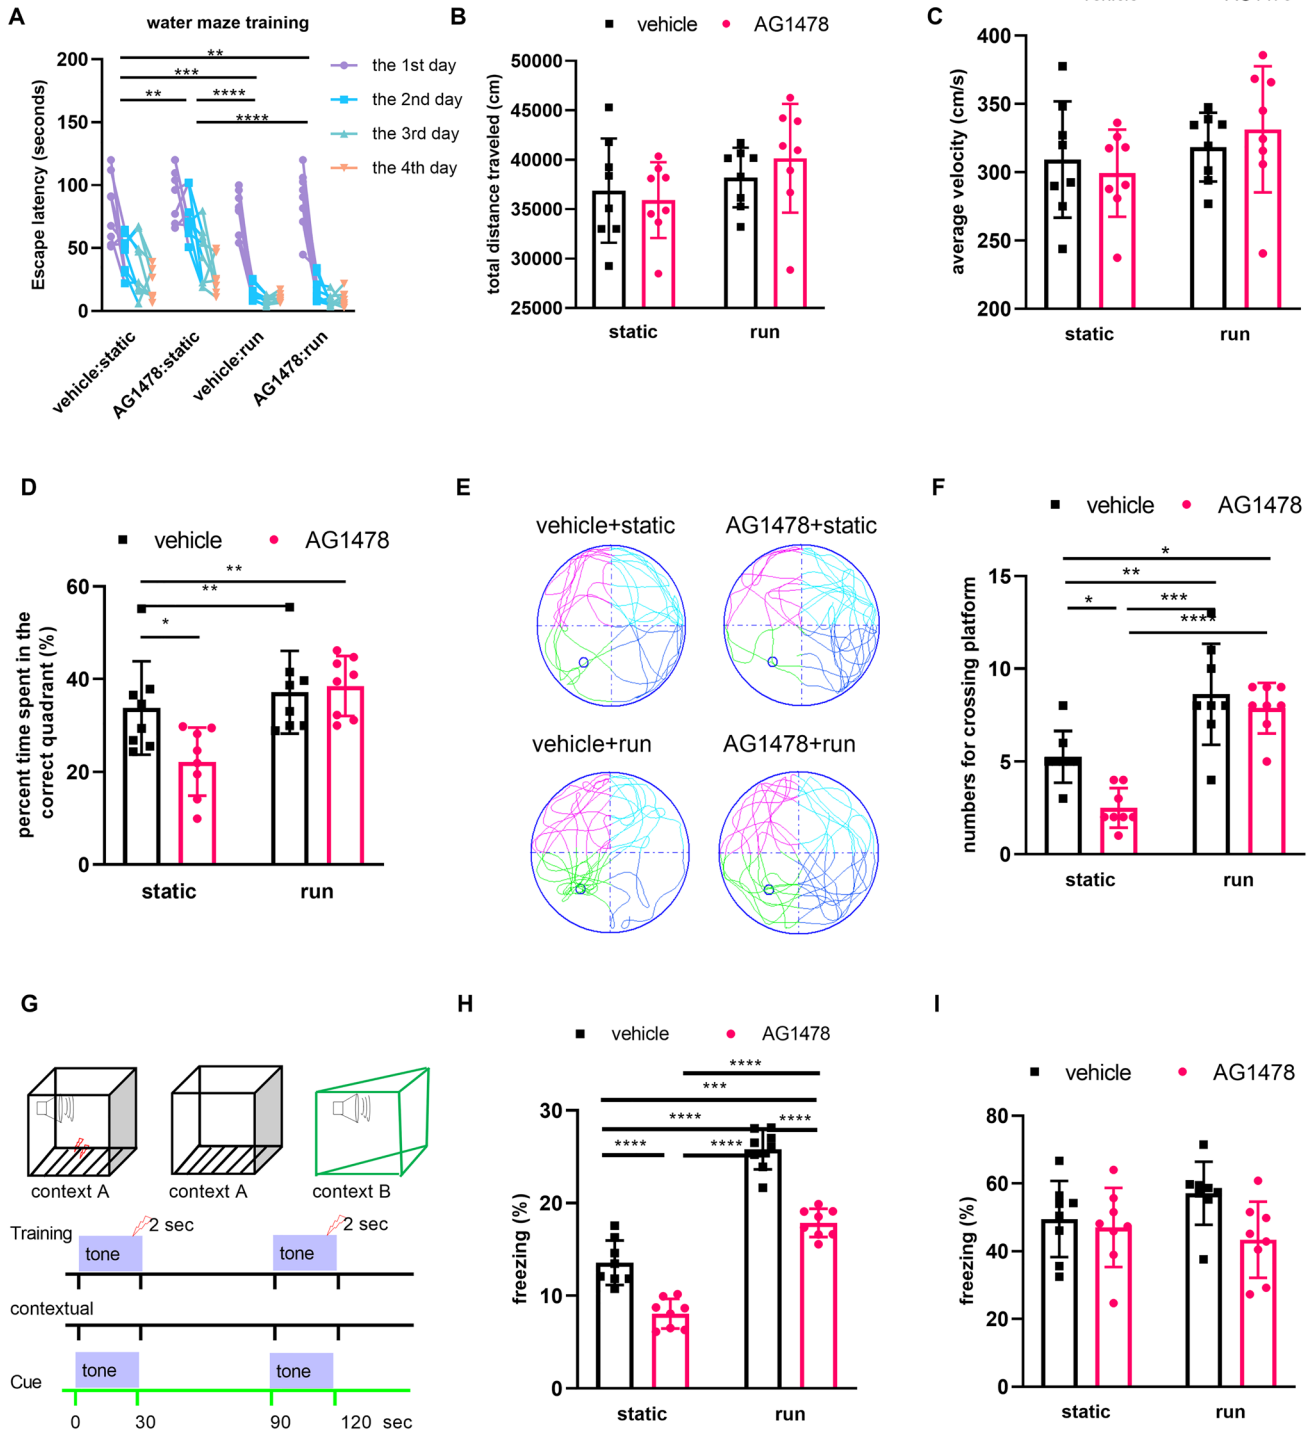 A
water maze training
**
***
**
****
****
200
150
100
50
0
Escape latency (seconds)
the 1st day
the 2nd day
the 3rd day
the 4th day
vehicle:static
AG1478:static
vehicle:run
AG1478:run
B
vehicle
AG1478
50000
45000
40000
35000
30000
25000
total distance traveled (cm)
static
run
C
400
350
300
250
200
average velocity (cm/s)
static
run
D
vehicle
AG1478
**
**
*
60
40
20
0
percent time spent in the
correct quadrant (%)
static
run
E
vehicle+static
AG1478+static
vehicle+run
AG1478+run
F
vehicle
AG1478
*
**
*
***
****
15
10
5
0
numbers for crossing platform
static
run
G
context A
context A
context B
Training
2 sec
2 sec
tone
tone
contextual
Cue
tone
tone
0
30
90
120
sec
H
vehicle
AG1478
****
***
****
****
****
****
30
20
10
0
freezing (%)
static
run
I
vehicle
AG1478
80
60
40
20
0
freezing (%)
static
run